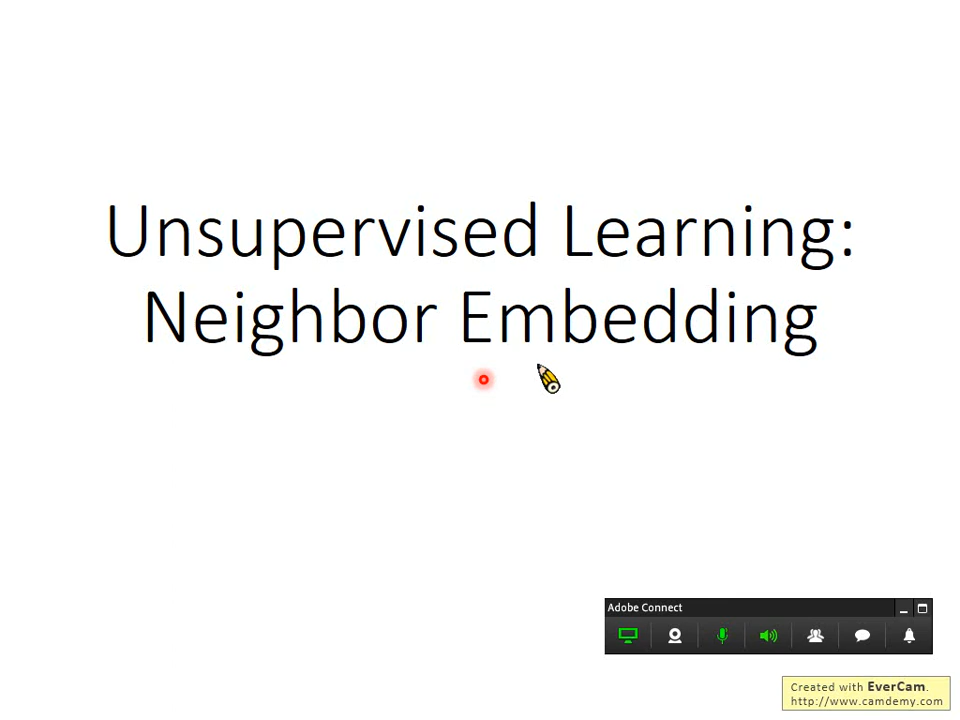 Unsupervised Learning:
Neighbor Embedding
Adobe Connect
Created with EverCam.
http://www.camdemy.com